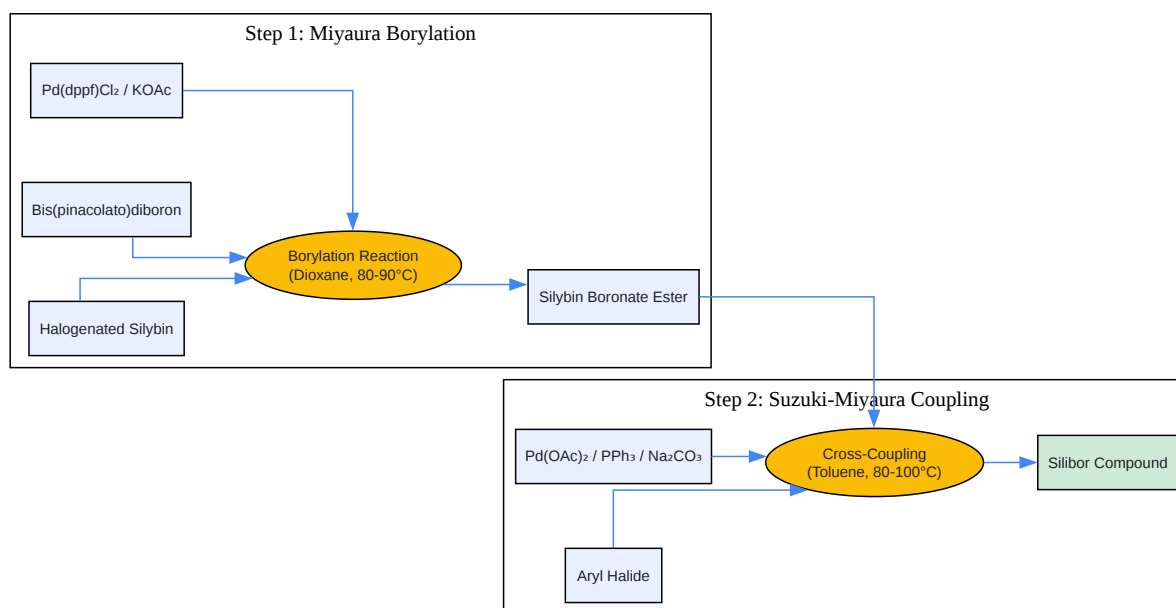 Step 1: Miyaura Borylation
Pd(dppf)Cl₂ / KOAc
Bis(pinacolato)diboron
Borylation Reaction
(Dioxane, 80-90°C)
Halogenated Silybin
Silybin Boronate Ester
Step 2: Suzuki-Miyaura Coupling
Pd(OAc)₂ / PPh₃ / Na₂CO₃
Cross-Coupling
(Toluene, 80-100°C)
Silibor Compound
Aryl Halide